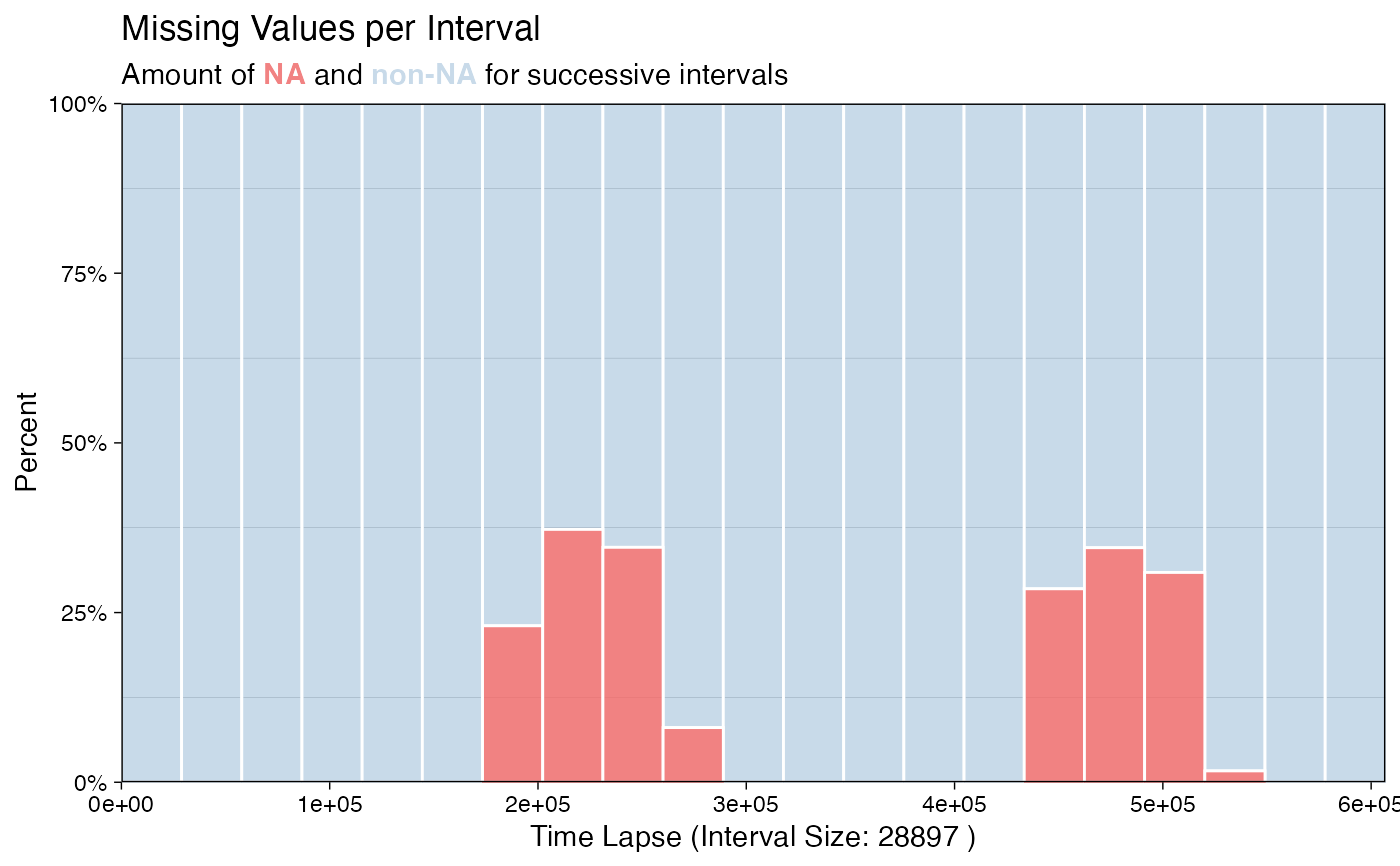 Missing Values per Interval
Amount of NA and non-NA for successive intervals
100%
75%
50%
25%
0%
Percent
0e+00 1e+05 2e+05 3e+05 4e+05 5e+05 6e+05
Time Lapse (Interval Size: 28897 )